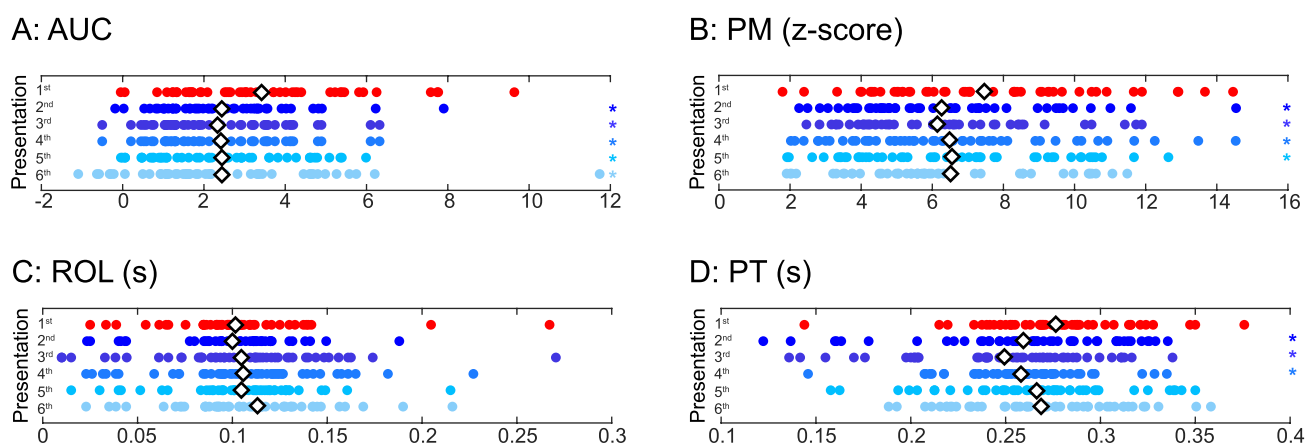 A: AUC
Presentation
1st
2nd *
3rd *
4th *
5th *
6th *
-2 0 2 4 6 8 10 12
B: PM (z-score)
Presentation
1st
2nd *
3rd *
4th *
5th *
6th
0 2 4 6 8 10 12 14 16
C: ROL (s)
Presentation
1st
2nd
3rd
4th
5th
6th
0 0.05 0.1 0.15 0.2 0.25 0.3
D: PT (s)
Presentation
1st
2nd *
3rd *
4th *
5th
6th
0.1 0.15 0.2 0.25 0.3 0.35 0.4